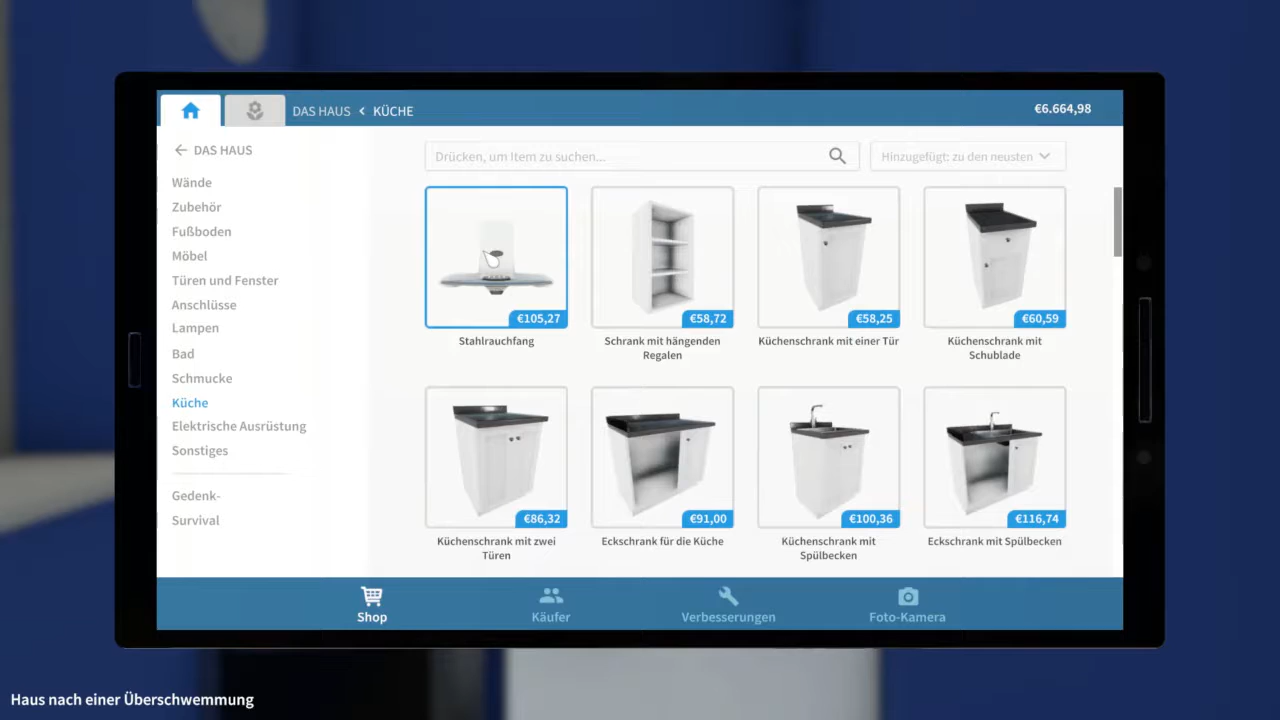 DAS HAUS < KÜCHE
€6.664,98
← DAS HAUS
Wände
Zubehör
Fußboden
Möbel
Türen und Fenster
Anschlüsse
Lampen
Bad
Schmucke
Küche
Elektrische Ausrüstung
Sonstiges
Gedenk-
Survival
Drücken, um Item zu suchen...
Hinzugefügt: zu den neusten
€105,27
€58,72
€58,25
€60,59
Stahlrauchfang
Schrank mit hängenden
Regalen
Küchenschrank mit einer Tür
Küchenschrank mit
Schublade
€86,32
€91,00
€100,36
€116,74
Küchenschrank mit zwei
Türen
Eckschrank für die Küche
Küchenschrank mit
Spülbecken
Eckschrank mit Spülbecken
Shop
Käufer
Verbesserungen
Foto-Kamera
Haus nach einer Überschwemmung